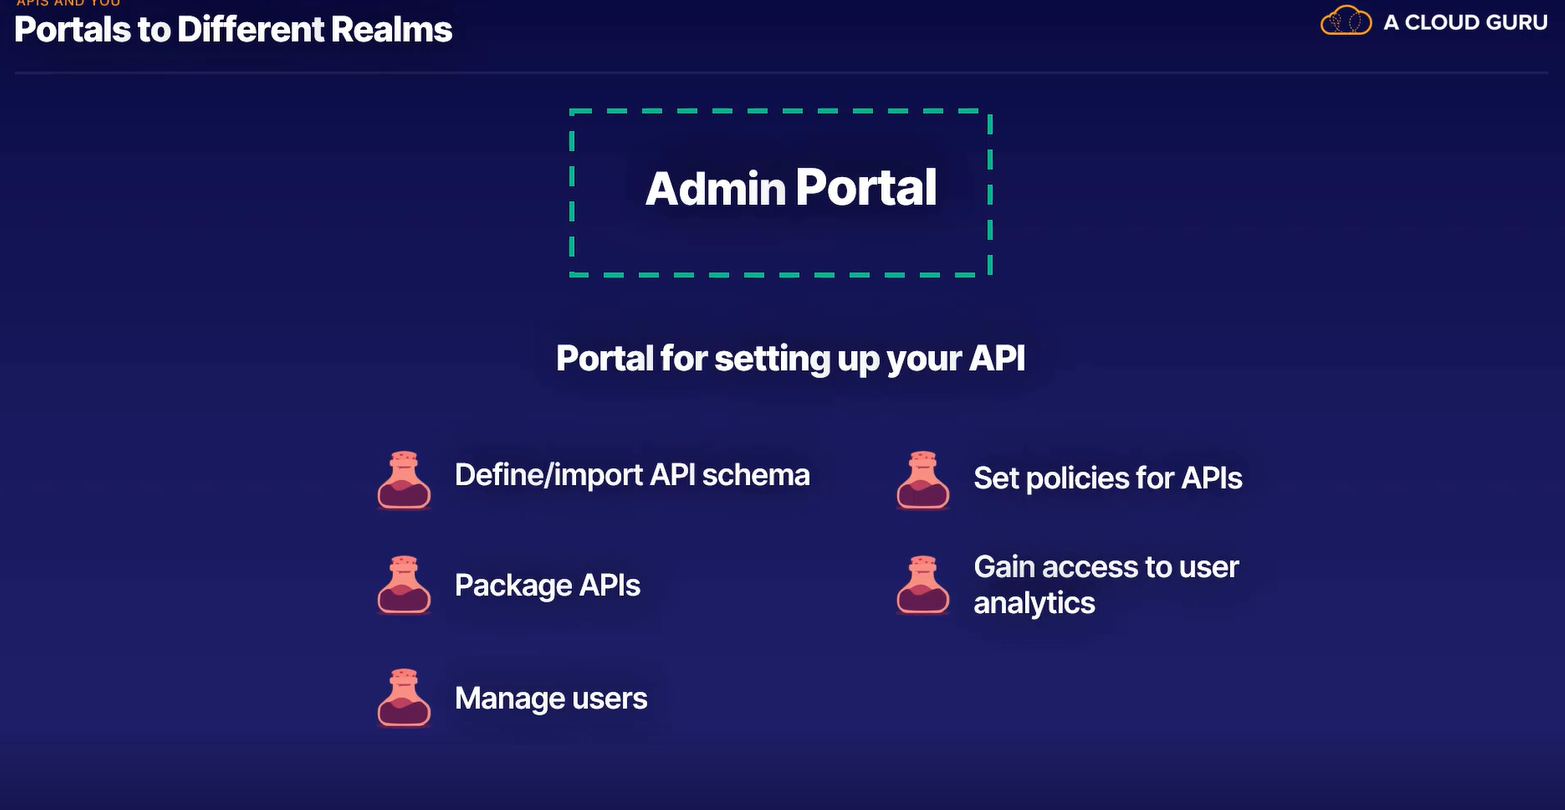 APIS AND YOU
Portals to Different Realms
A CLOUD GURU
Admin Portal
Portal for setting up your API
Define/import API schema
Set policies for APIs
Package APIs
Gain access to user
analytics
Manage users